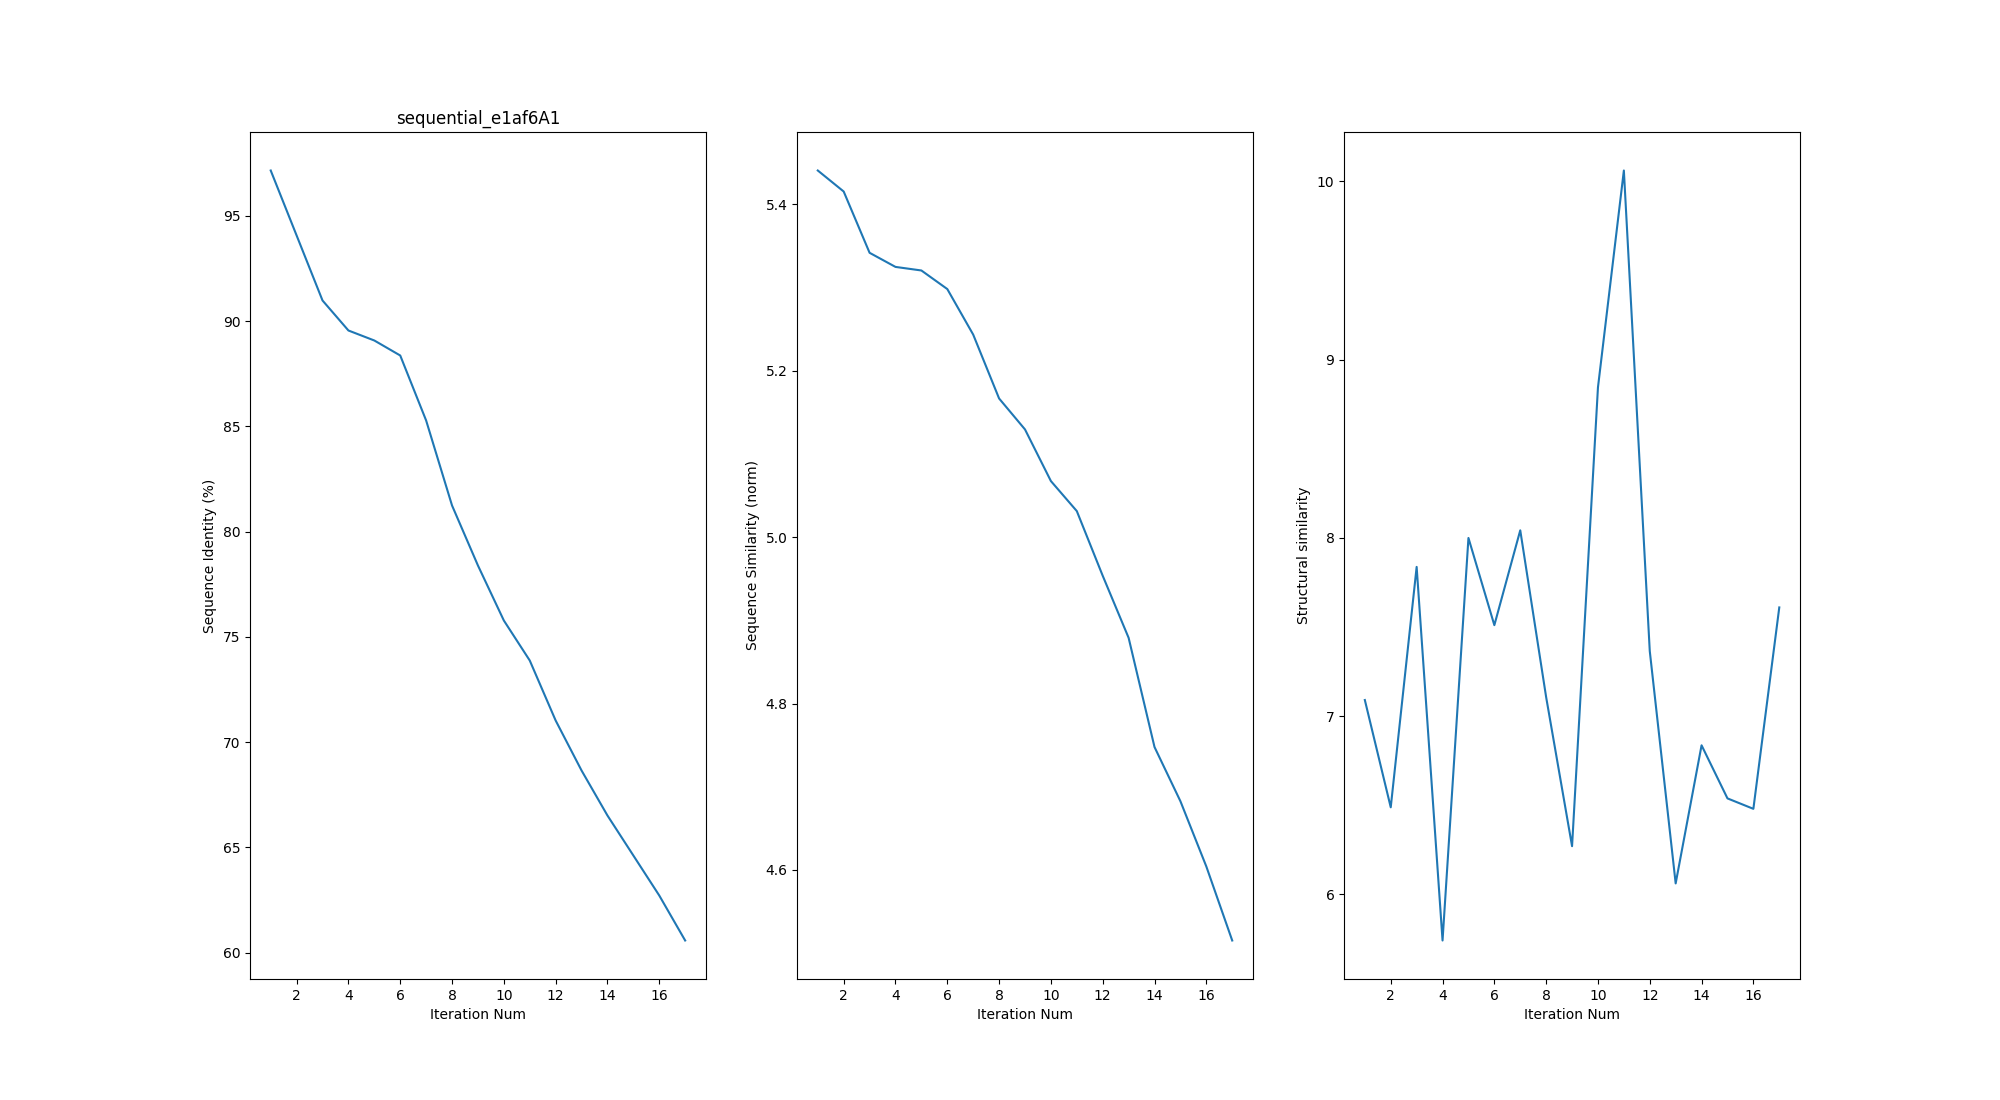 sequential_e1af6A1
Sequence Identity (%)
95
90
85
80
75
70
65
60
2 4 6 8 10 12 14 16
Iteration Num
Sequence Similarity (norm)
5.4
5.2
5.0
4.8
4.6
2 4 6 8 10 12 14 16
Iteration Num
Structural similarity
10
9
8
7
6
2 4 6 8 10 12 14 16
Iteration Num